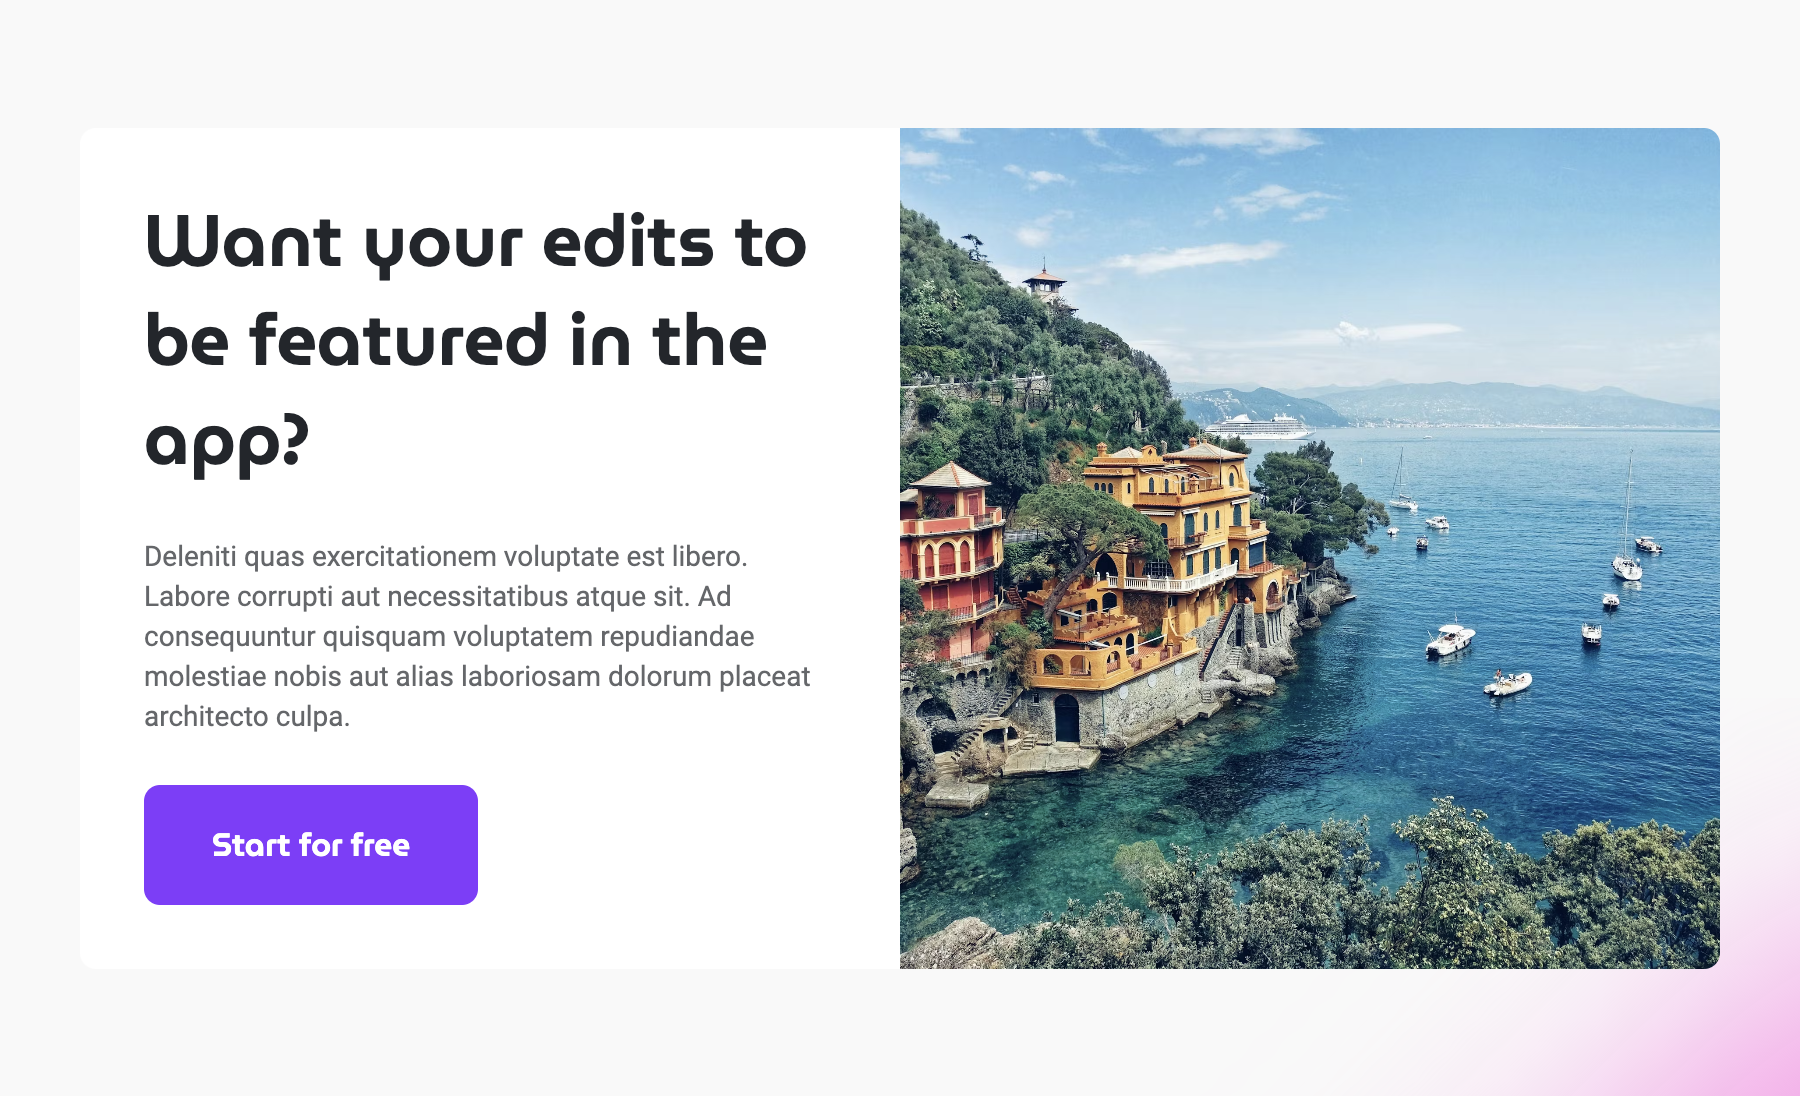 Want your edits to
be featured in the
app?
Deleniti quas exercitationem voluptate est libero.
Labore corrupti aut necessitatibus atque sit. Ad
consequuntur quisquam voluptatem repudiandae
molestiae nobis aut alias laboriosam dolorum placeat
architecto culpa.
Start for free